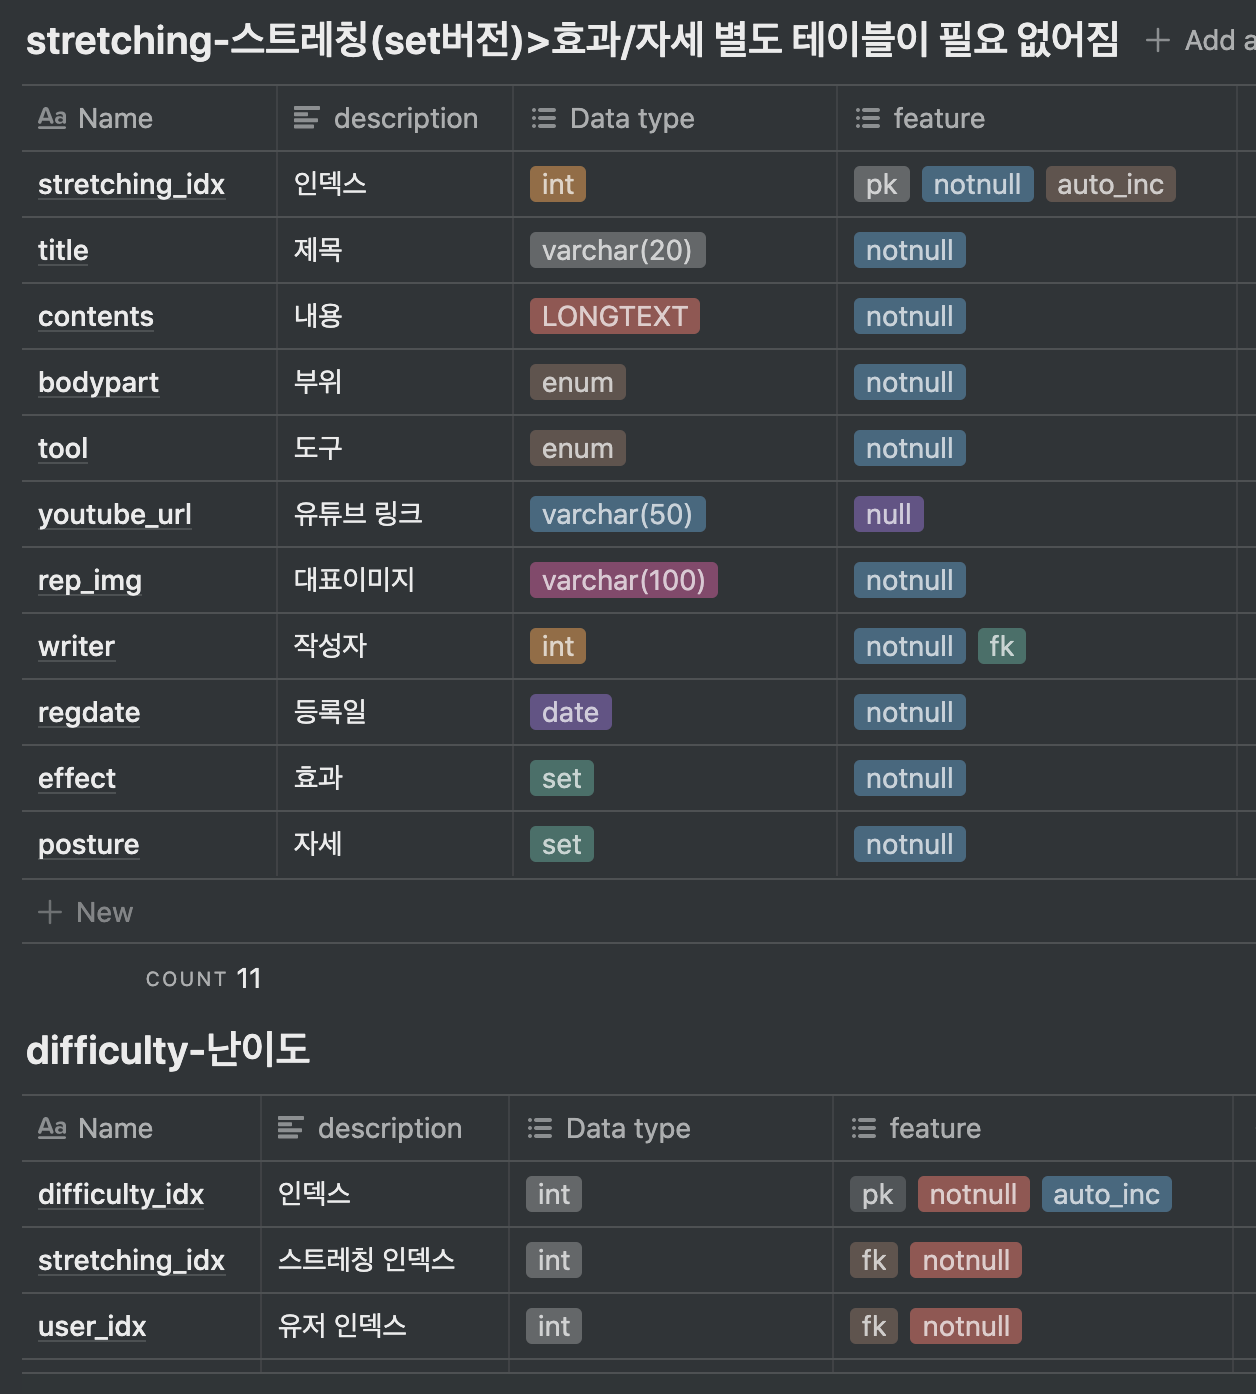 stretching-스트레칭(set버전)>효과/자세 별도 테이블이 필요 없어짐 + Add a
Aa Name description Data type feature
stretching_idx 인덱스 int pk notnull auto_inc
title 제목 varchar(20) notnull
contents 내용 LONGTEXT notnull
bodypart 부위 enum notnull
tool 도구 enum notnull
youtube_url 유튜브 링크 varchar(50) null
rep_img 대표이미지 varchar(100) notnull
writer 작성자 int notnull fk
regdate 등록일 date notnull
effect 효과 set notnull
posture 자세 set notnull
+ New
COUNT 11
difficulty-난이도
Aa Name description Data type feature
difficulty_idx 인덱스 int pk notnull auto_inc
stretching_idx 스트레칭 인덱스 int fk notnull
user_idx 유저 인덱스 int fk notnull